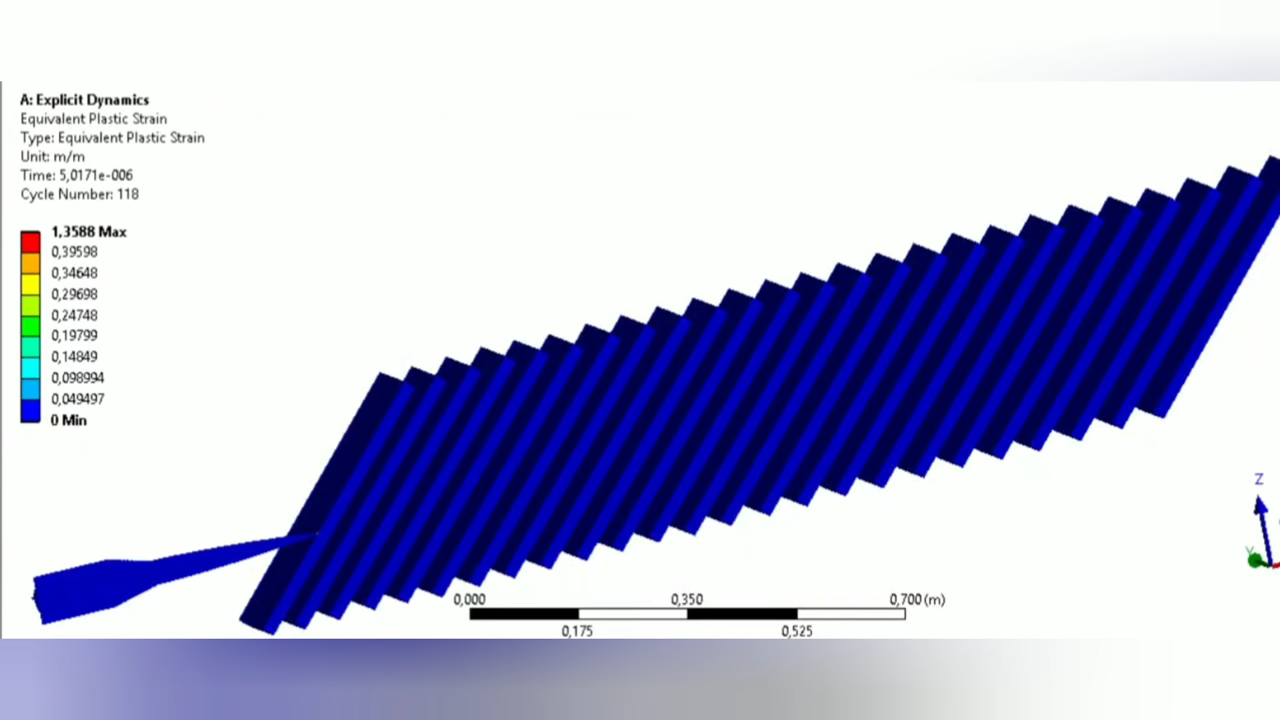 A: Explicit Dynamics
Equivalent Plastic Strain
Type: Equivalent Plastic Strain
Unit: m/m
Time: 5,0171e-006
Cycle Number: 118
1,3588 Max
0,39598
0,34648
0,29698
0,24748
0,19799
0,14849
0,098994
0,049497
0 Min
Z
Y
0,000 0,350 0,700 (m)
0,175 0,525